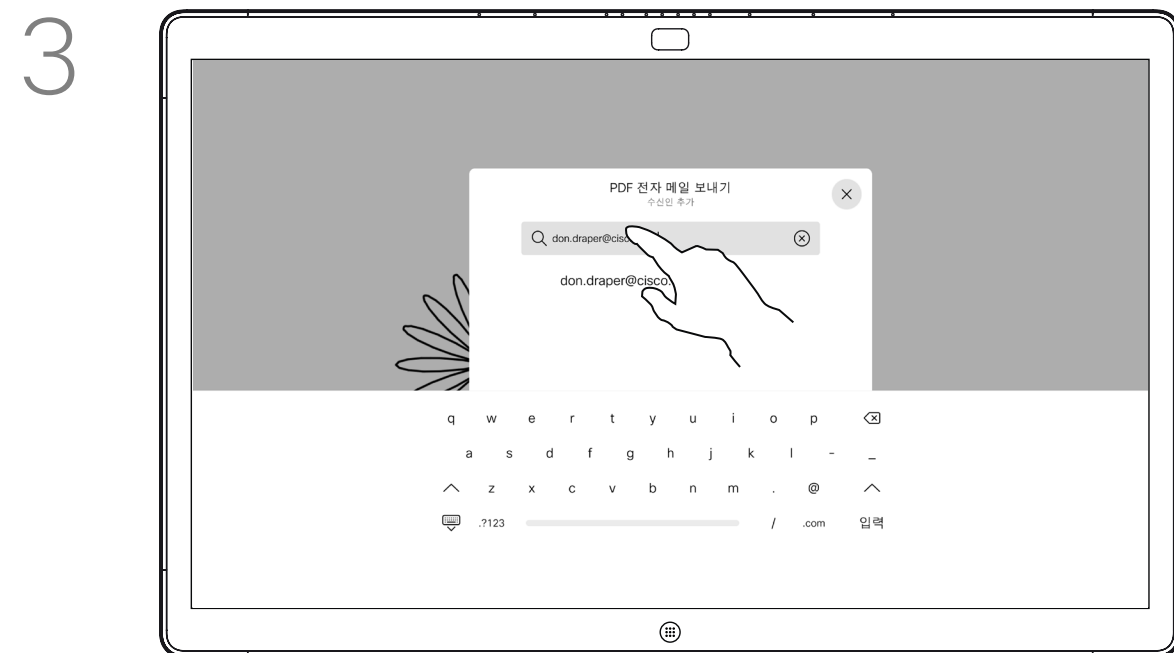 3
PDF 전자 메일 보내기
수신인 추가
don.draper@cisc
don.draper@cisco.
q w e r t y u i o p
a s d f g h j k l - _
z x c v b n m . @
.?123 / .com 입력